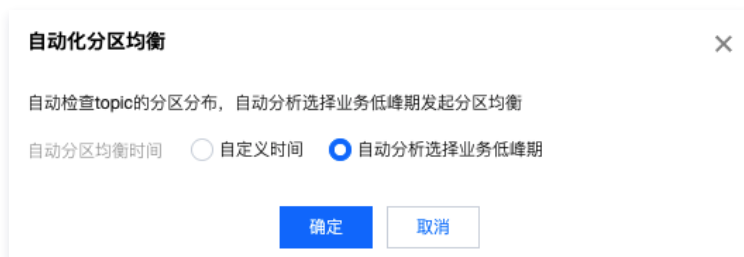 自动化分区均衡
自动检查topic的分区分布，自动分析选择业务低峰期发起分区均衡
自动分区均衡时间 自定义时间 自动分析选择业务低峰期
确定 取消